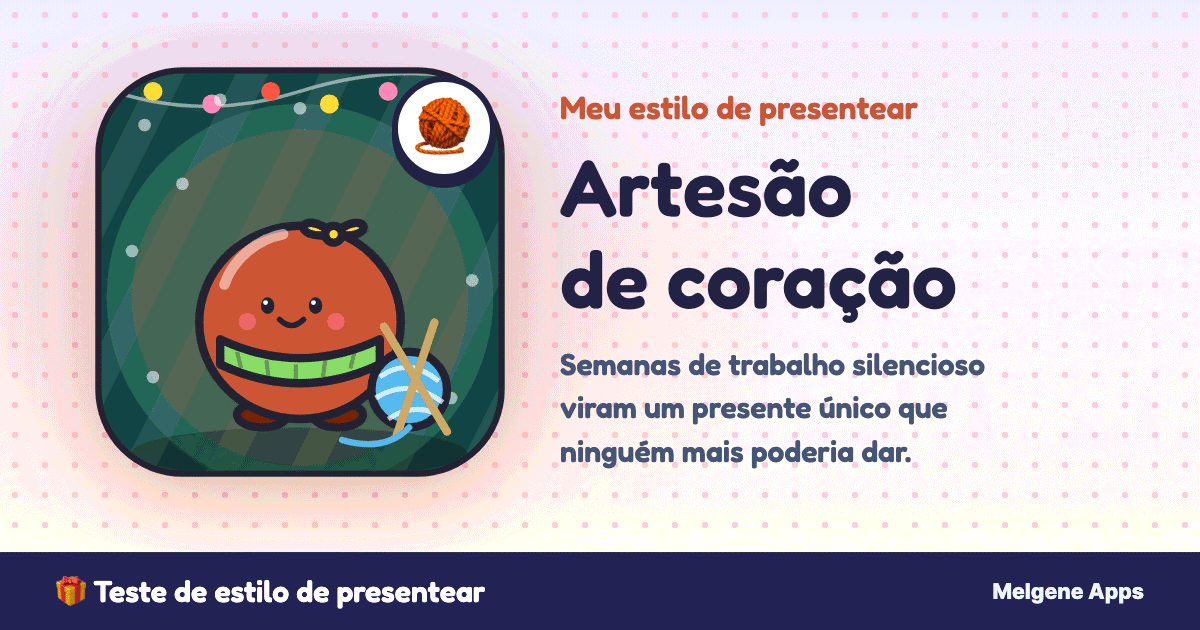 Meu estilo de presentear
Artesão
de coração
Semanas de trabalho silencioso
viram um presente único que
ninguém mais poderia dar.
Teste de estilo de presentear
Melgene Apps